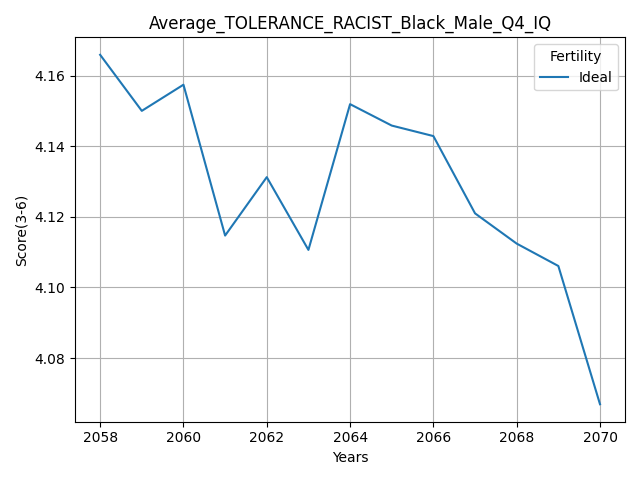 Average_TOLERANCE_RACIST_Black_Male_Q4_IQ
Fertility
Ideal
Score(3-6)
4.16
4.14
4.12
4.10
4.08
2058 2060 2062 2064 2066 2068 2070
Years